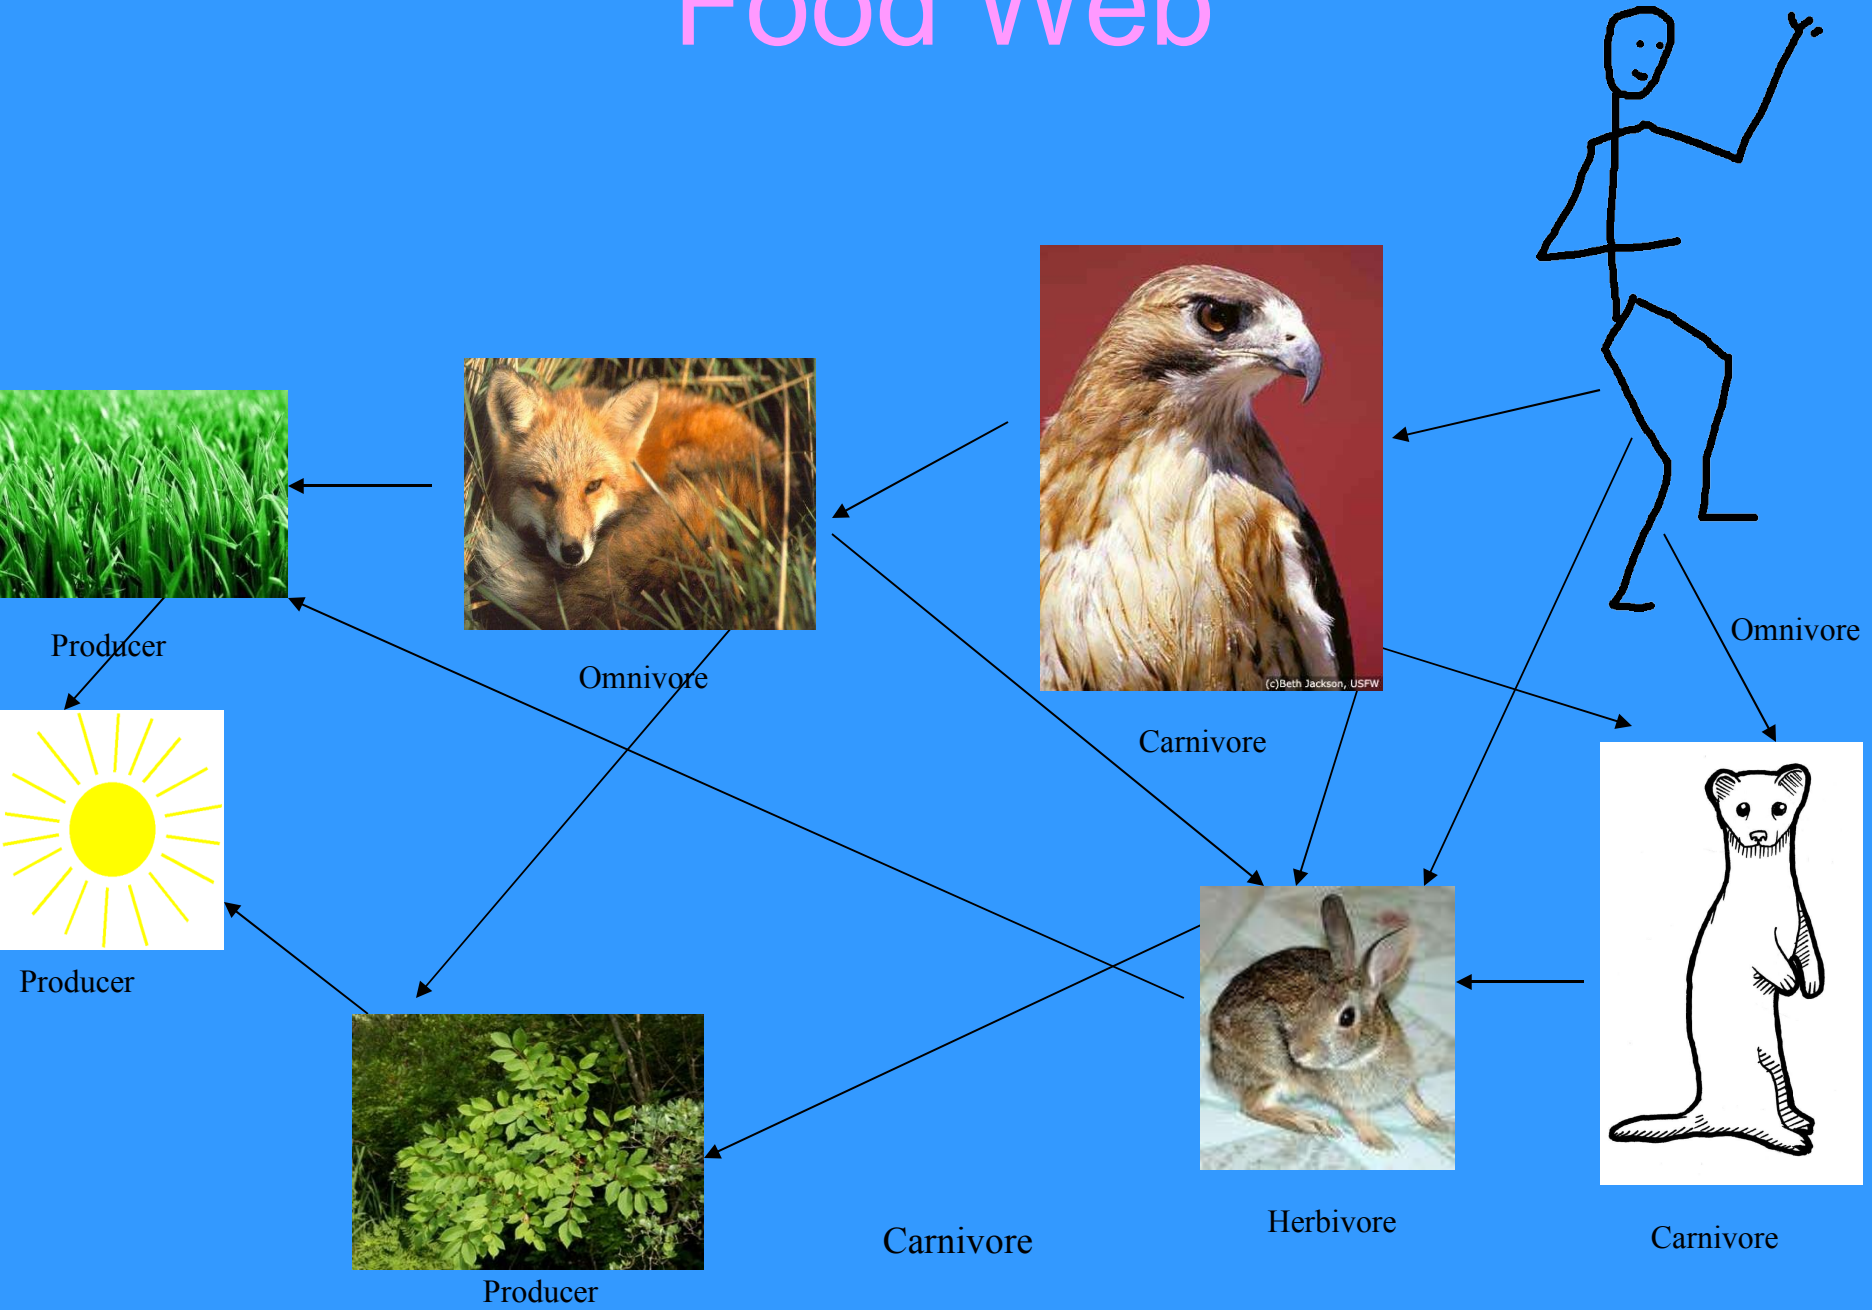 Food Web
Producer
Omnivore
(c)Beth Jackson, USFW
Carnivore
Omnivore
Producer
Producer
Carnivore
Herbivore
Carnivore